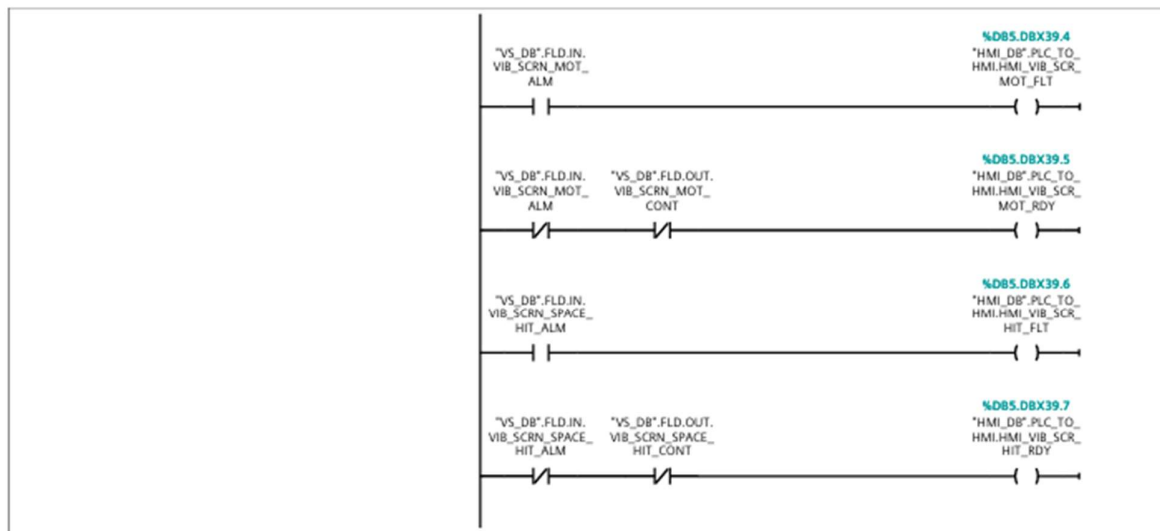 %DB5.DBX39.4
"VS_DB".FLD.IN.
VIB_SCRN_MOT_
ALM
"HMI_DB".PLC_TO_
HMI.HMI_VIB_SCR_
MOT_FLT
%DB5.DBX39.5
"VS_DB".FLD.IN.
VIB_SCRN_MOT_
ALM
"VS_DB".FLD.OUT.
VIB_SCRN_MOT_
CONT
"HMI_DB".PLC_TO_
HMI.HMI_VIB_SCR_
MOT_RDY
%DB5.DBX39.6
"VS_DB".FLD.IN.
VIB_SCRN_SPACE_
HIT_ALM
"HMI_DB".PLC_TO_
HMI.HMI_VIB_SCR_
HIT_FLT
%DB5.DBX39.7
"VS_DB".FLD.IN.
VIB_SCRN_SPACE_
HIT_ALM
"VS_DB".FLD.OUT.
VIB_SCRN_SPACE_
HIT_CONT
"HMI_DB".PLC_TO_
HMI.HMI_VIB_SCR_
HIT_RDY